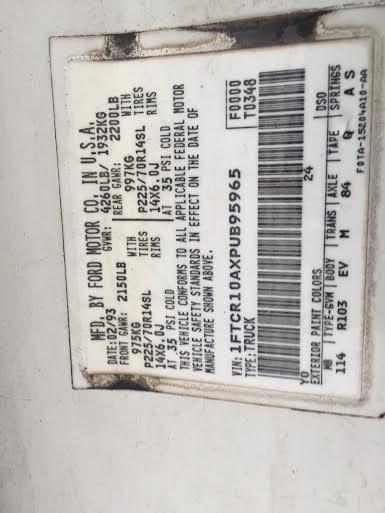 MFD. BY FORD MOTOR CO. IN U.S.A.
DATE: 02/93 GVWR: 4260LB/ 1932KG
FRONT GAWR: 2150LB REAR GAWR: 2200LB
975KG WITH 997KG WITH
P225/70R14SL TIRES P225/70R14SL TIRES
14X6.0J RIMS 14X6.0J RIMS
AT 35 PSI COLD AT 35 PSI COLD
THIS VEHICLE CONFORMS TO ALL APPLICABLE FEDERAL MOTOR
VEHICLE SAFETY STANDARDS IN EFFECT ON THE DATE OF
MANUFACTURE SHOWN ABOVE.
VIN: 1FTCR10AXPUB95965 F0000
TYPE: TRUCK T0348
YO 24
EXTERIOR PAINT COLORS DSO
WB TYPE-GVM BODY TRANS AXLE TAPE SPRINGS
114 R103 EV M 84 Q A S
F0TA-15204A10-AA